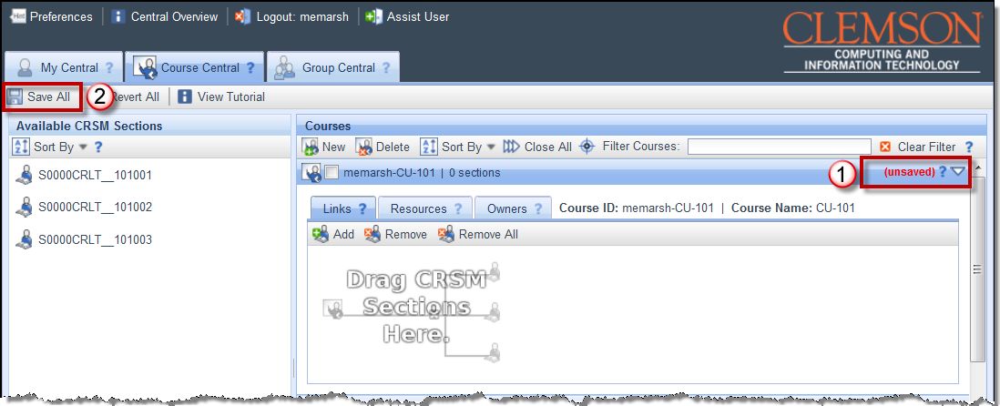 Preferences Central Overview Logout: memarsh Assist User
CLEMSON
COMPUTING AND
INFORMATION TECHNOLOGY
My Central ? Course Central ? Group Central ?
Save All 2 Revert All View Tutorial
Available CRSM Sections
Sort By ?
S0000CRLT__101001
S0000CRLT__101002
S0000CRLT__101003
Courses
New Delete Sort By Close All Filter Courses: Clear Filter ?
memarsh-CU-101 | 0 sections 1 (unsaved) ?
Links ? Resources ? Owners ? Course ID: memarsh-CU-101 | Course Name: CU-101
Add Remove Remove All
Drag CRSM
Sections
Here.